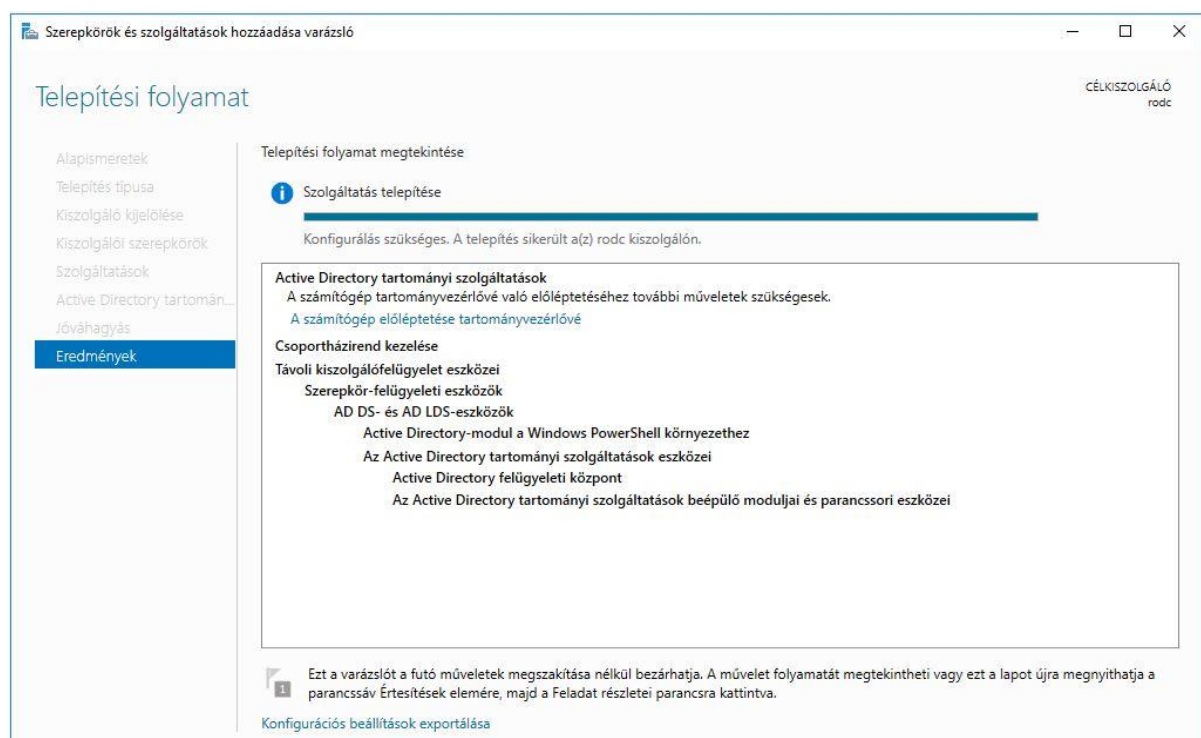 Szerepkörök és szolgáltatások hozzáadása varázsló
Telepítési folyamat
CÉLKISZOLGÁLÓ
rodc
Alapismeretek
Telepítés típusa
Kiszolgáló kijelölése
Kiszolgálói szerepkörök
Szolgáltatások
Active Directory tartomán...
Jóváhagyás
Eredmények
Telepítési folyamat megtekintése
Szolgáltatás telepítése
Konfigurálás szükséges. A telepítés sikerült a(z) rodc kiszolgálón.
Active Directory tartományi szolgáltatások
A számítógép tartományvezérlővé való előléptetéséhez további műveletek szükségesek.
A számítógép előléptetése tartományvezérlővé
Csoportházirend kezelése
Távoli kiszolgálófelügyelet eszközei
Szerepkör-felügyeleti eszközök
AD DS- és AD LDS-eszközök
Active Directory-modul a Windows PowerShell környezethez
Az Active Directory tartományi szolgáltatások eszközei
Active Directory felügyeleti központ
Az Active Directory tartományi szolgáltatások beépülő moduljai és parancssori eszközei
1
Ezt a varázslót a futó műveletek megszakítása nélkül bezárhatja. A művelet folyamatát megtekintheti vagy ezt a lapot újra megnyithatja a
parancssáv Értesítések elemére, majd a Feladat részletei parancsra kattintva.
Konfigurációs beállítások exportálása